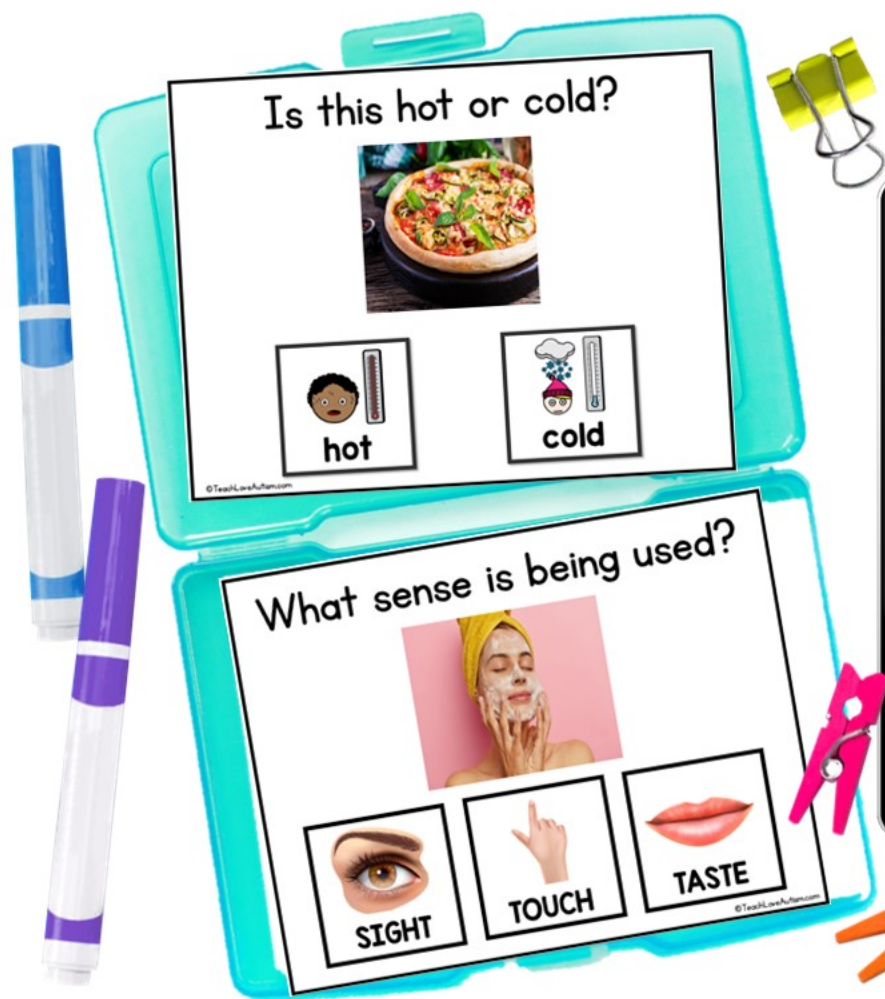 Is this hot or cold?
hot
cold
©TeachLoveAutism.com
What sense is being used?
SIGHT
TOUCH
TASTE
©TeachLoveAutism.com